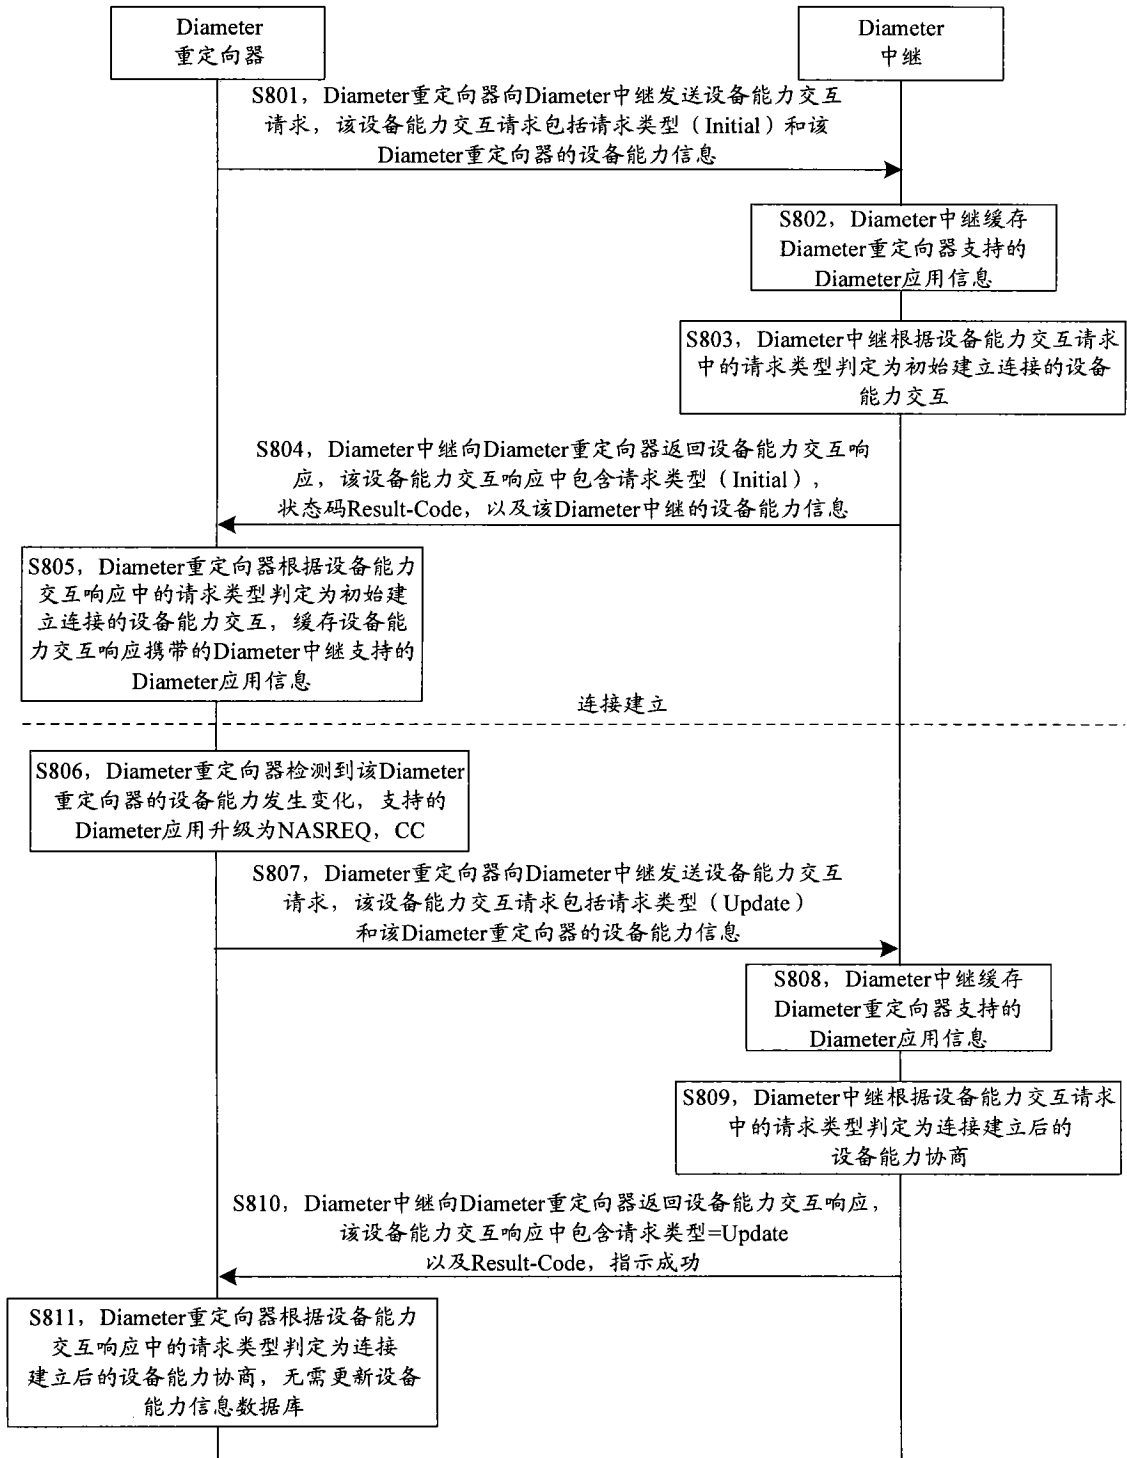 Diameter
重定向器
Diameter
中继
S801，Diameter重定向器向Diameter中继发送设备能力交互
请求，该设备能力交互请求包括请求类型（Initial）和该
Diameter重定向器的设备能力信息
S802，Diameter中继缓存
Diameter重定向器支持的
Diameter应用信息
S803，Diameter中继根据设备能力交互请求
中的请求类型判定为初始建立连接的设备
能力交互
S804，Diameter中继向Diameter重定向器返回设备能力交互响
应，该设备能力交互响应中包含请求类型（Initial），
状态码Result-Code，以及该Diameter中继的设备能力信息
S805，Diameter重定向器根据设备能力
交互响应中的请求类型判定为初始建
立连接的设备能力交互，缓存设备能
力交互响应携带的Diameter中继支持的
Diameter应用信息
连接建立
S806，Diameter重定向器检测到该Diameter
重定向器的设备能力发生变化，支持的
Diameter应用升级为NASREQ，CC
S807，Diameter重定向器向Diameter中继发送设备能力交互
请求，该设备能力交互请求包括请求类型（Update）
和该Diameter重定向器的设备能力信息
S808，Diameter中继缓存
Diameter重定向器支持的
Diameter应用信息
S809，Diameter中继根据设备能力交互请求
中的请求类型判定为连接建立后的
设备能力协商
S810，Diameter中继向Diameter重定向器返回设备能力交互响应，
该设备能力交互响应中包含请求类型=Update
以及Result-Code，指示成功
S811，Diameter重定向器根据设备能力
交互响应中的请求类型判定为连接
建立后的设备能力协商，无需更新设备
能力信息数据库